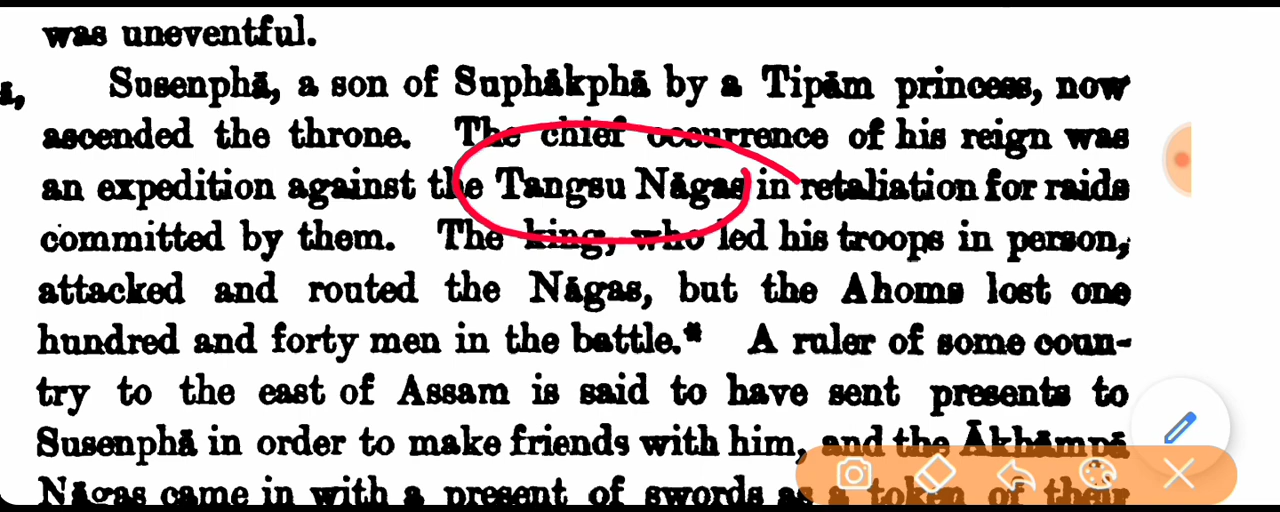 was uneventful.
ā, Susenphā, a son of Suphākphā by a Tipām princess, now
ascended the throne. The chief occurrence of his reign was
an expedition against the Tangsu Nāgas in retaliation for raids
committed by them. The king, who led his troops in person,
attacked and routed the Nāgas, but the Ahoms lost one
hundred and forty men in the battle.* A ruler of some coun-
try to the east of Assam is said to have sent presents to
Susenphā in order to make friends with him, and the Ākhāmpā
Nāgas came in with a present of swords as a token of their